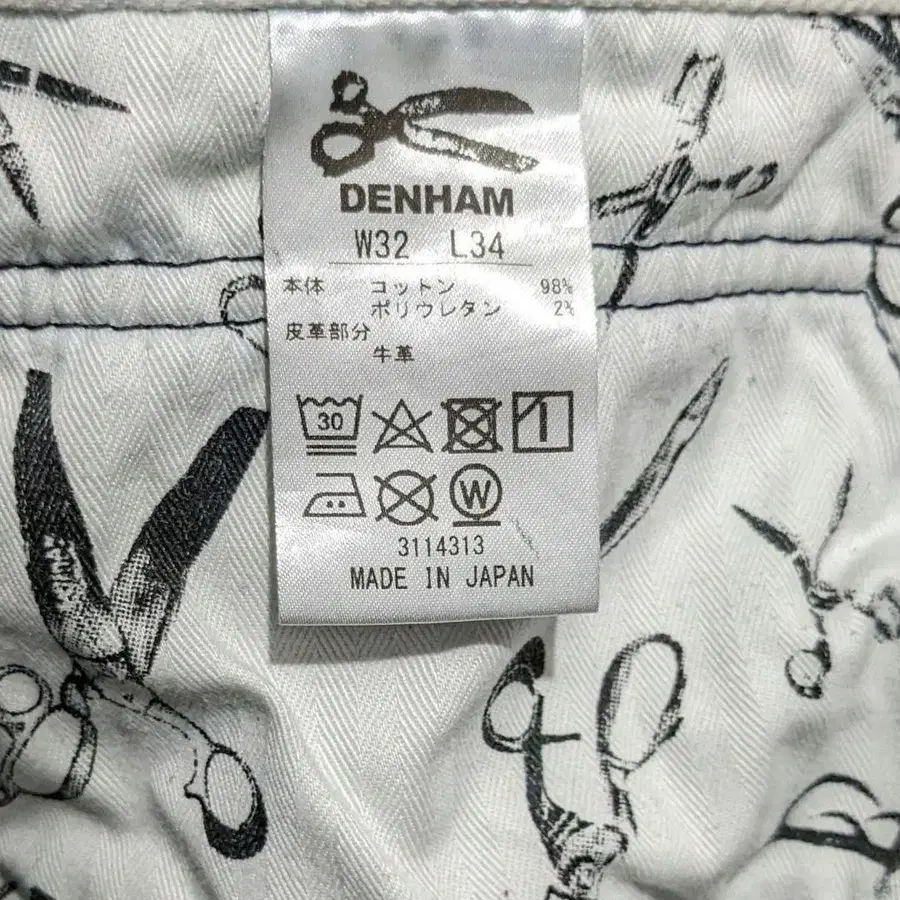 DENHAM
W32 L34
本体 コットン 98%
ポリウレタン 2%
皮革部分
牛革
30
W
3114313
MADE IN JAPAN